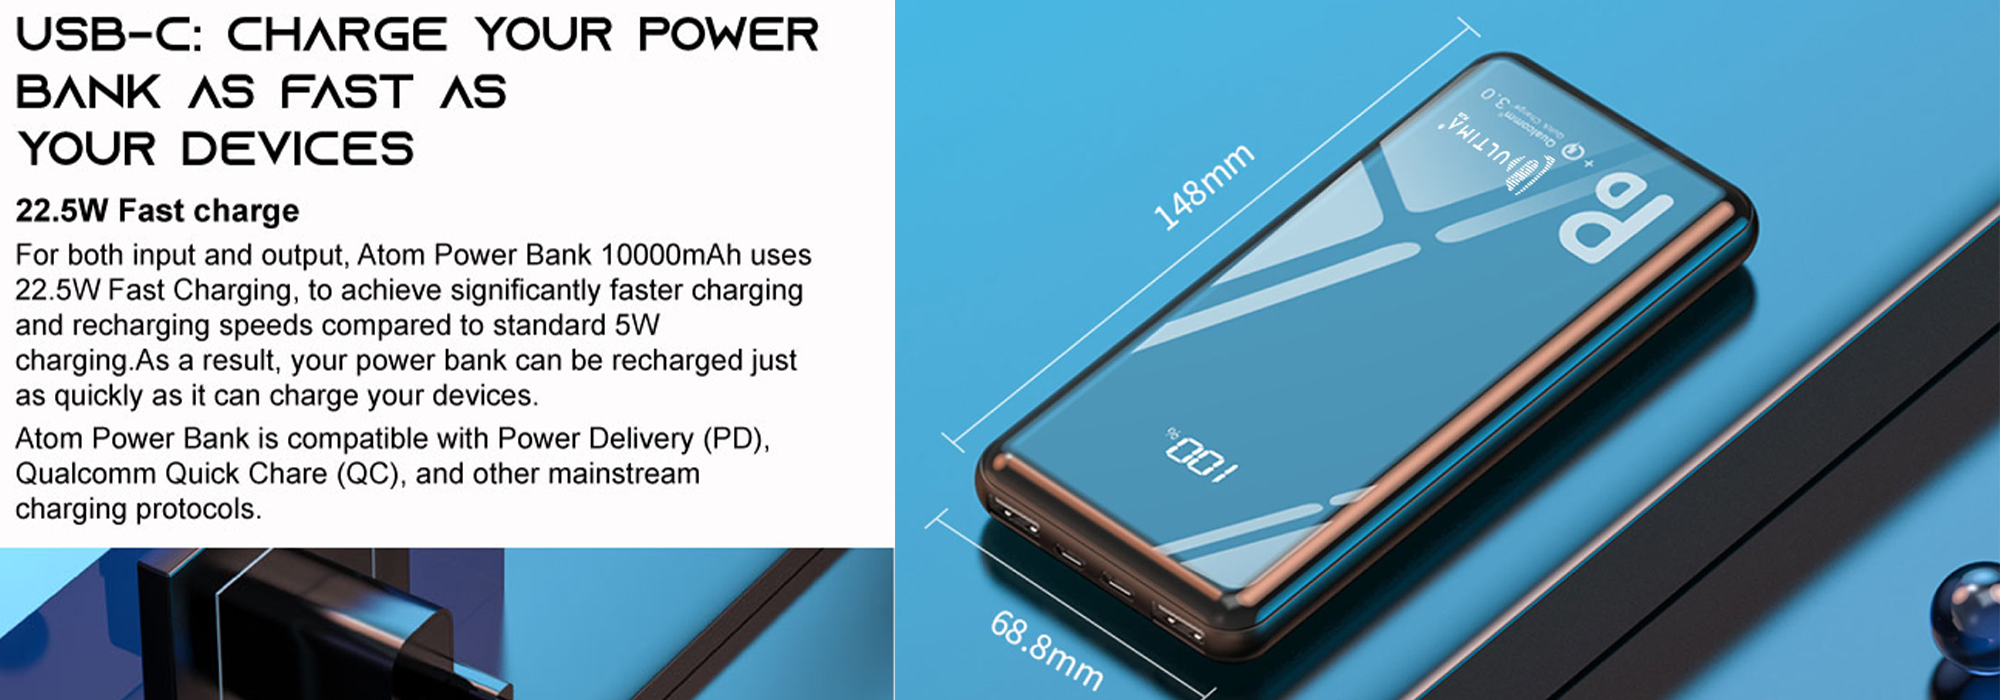 USB-C: CHARGE YOUR POWER
BANK AS FAST AS
YOUR DEVICES
22.5W Fast charge
For both input and output, Atom Power Bank 10000mAh uses
22.5W Fast Charging, to achieve significantly faster charging
and recharging speeds compared to standard 5W
charging.As a result, your power bank can be recharged just
as quickly as it can charge your devices.
Atom Power Bank is compatible with Power Delivery (PD),
Qualcomm Quick Chare (QC), and other mainstream
charging protocols.
148mm
68.8mm
PD
+
Qualcomm®
Quick Charge™ 3.0
ULTIMA®
100%